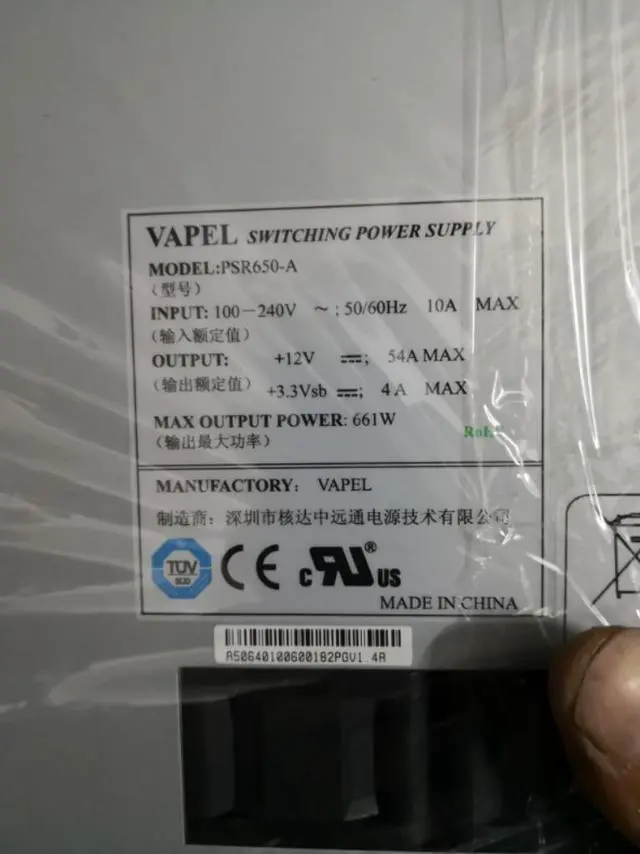 VAPEL SWITCHING POWER SUPPLY
MODEL:PSR650-A
（型号）
INPUT: 100－240V ～ ; 50/60Hz 10A MAX
（输入额定值）
OUTPUT: +12V ⎓; 54A MAX
（输出额定值） +3.3Vsb ⎓; 4A MAX
MAX OUTPUT POWER: 661W
（输出最大功率）
MANUFACTORY： VAPEL
制造商：深圳市核达中远通电源技术有限公司
TÜV
SÜD
CE
c RU ® US
MADE IN CHINA
A50640100600182PGV1.4A